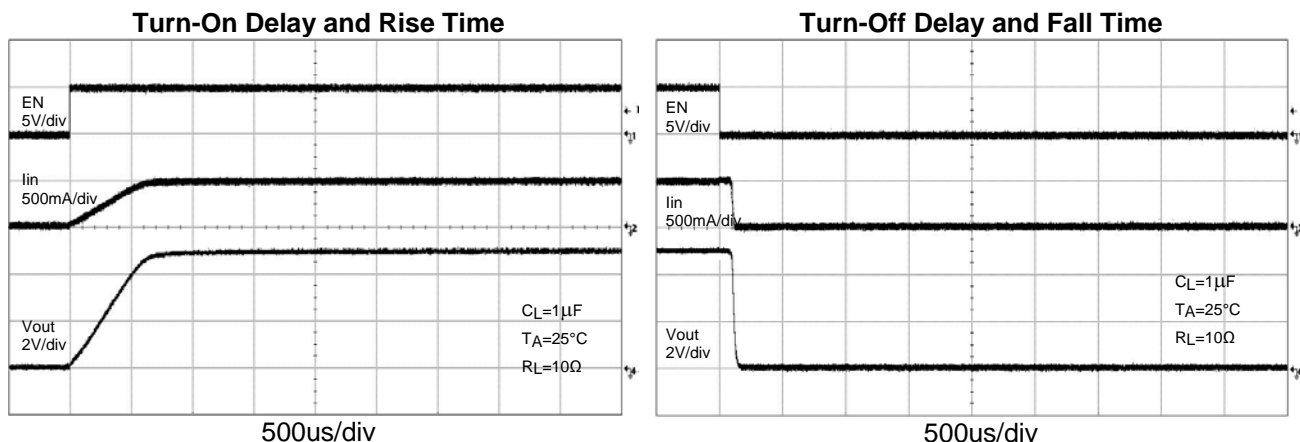 Turn-On Delay and Rise Time
EN
5V/div
Iin
500mA/div
Vout
2V/div
CL=1μF
TA=25°C
RL=10Ω
500us/div
Turn-Off Delay and Fall Time
EN
5V/div
Iin
500mA/div
Vout
2V/div
CL=1μF
TA=25°C
RL=10Ω
500us/div